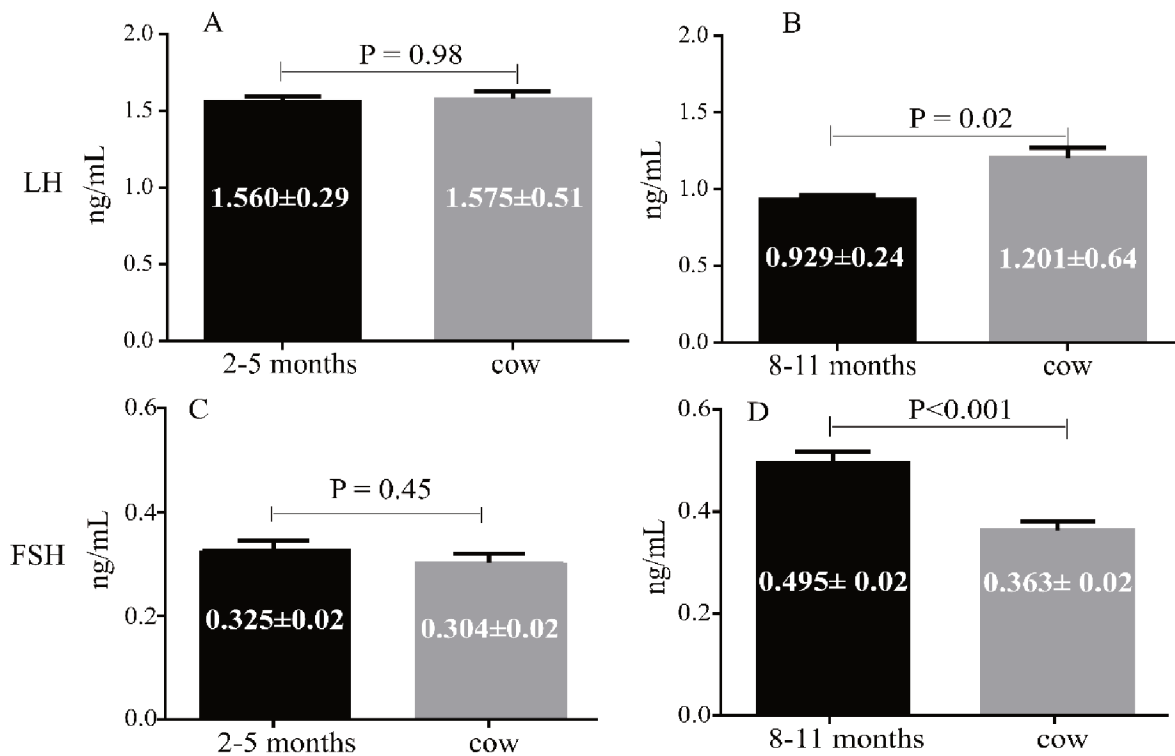 A
P = 0.98
2.0
1.5
1.0
0.5
0.0
LH
ng/mL
1.560±0.29
1.575±0.51
2-5 months
cow
B
P = 0.02
2.0
1.5
1.0
0.5
0.0
ng/mL
0.929±0.24
1.201±0.64
8-11 months
cow
C
P = 0.45
0.6
0.4
0.2
0.0
FSH
ng/mL
0.325±0.02
0.304±0.02
2-5 months
cow
D
P<0.001
0.6
0.4
0.2
0.0
ng/mL
0.495± 0.02
0.363± 0.02
8-11 months
cow